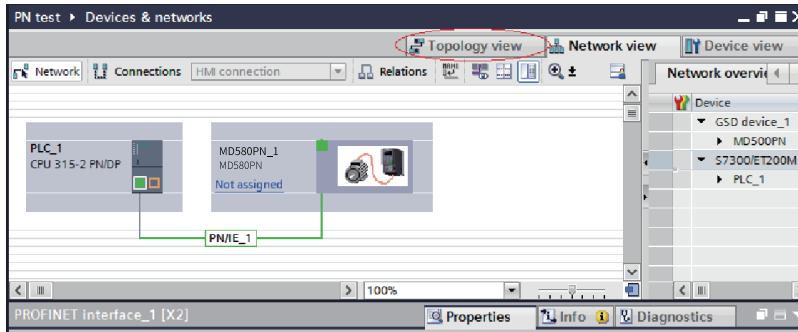 PN test ▸ Devices & networks
Topology view Network view Device view
Network Connections HMI connection Relations
Network overvie
Device
GSD device_1
MD500PN
S7300/ET200M
PLC_1
PLC_1
CPU 315-2 PN/DP
MD580PN_1
MD580PN
Not assigned
PN/IE_1
100%
PROFINET interface_1 [X2] Properties Info Diagnostics